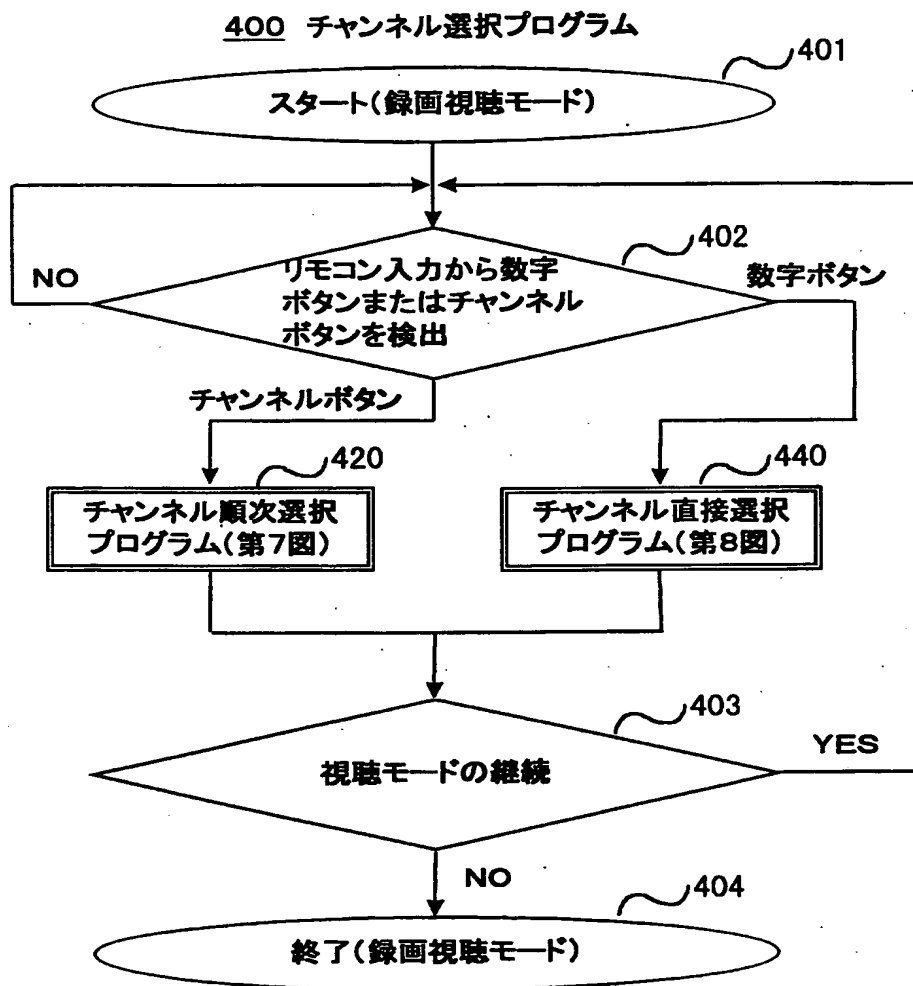 400 チャンネル選択プログラム
401
スタート(録画視聴モード)
402
NO
リモコン入力から数字
ボタンまたはチャンネル
ボタンを検出
数字ボタン
チャンネルボタン
420
440
チャンネル順次選択
プログラム(第7図)
チャンネル直接選択
プログラム(第8図)
403
YES
視聴モードの継続
NO
404
終了(録画視聴モード)